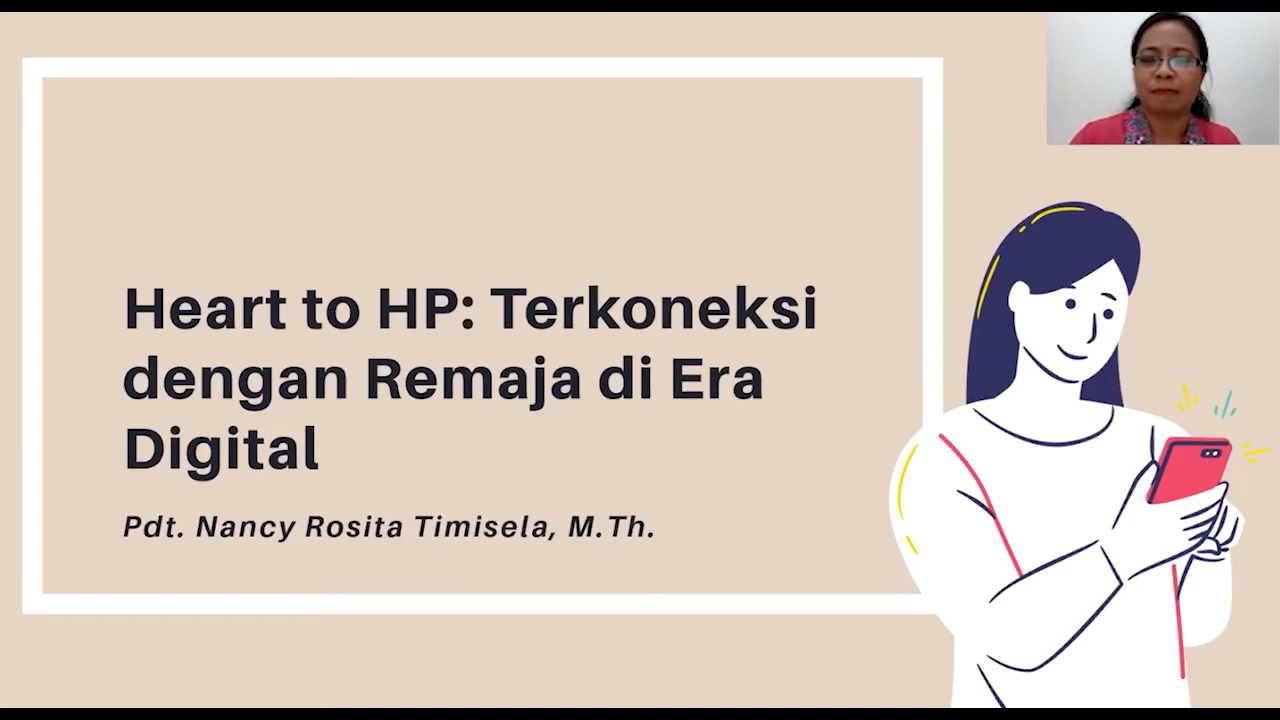 Heart to HP: Terkoneksi
dengan Remaja di Era
Digital
Pdt. Nancy Rosita Timisela, M.Th.